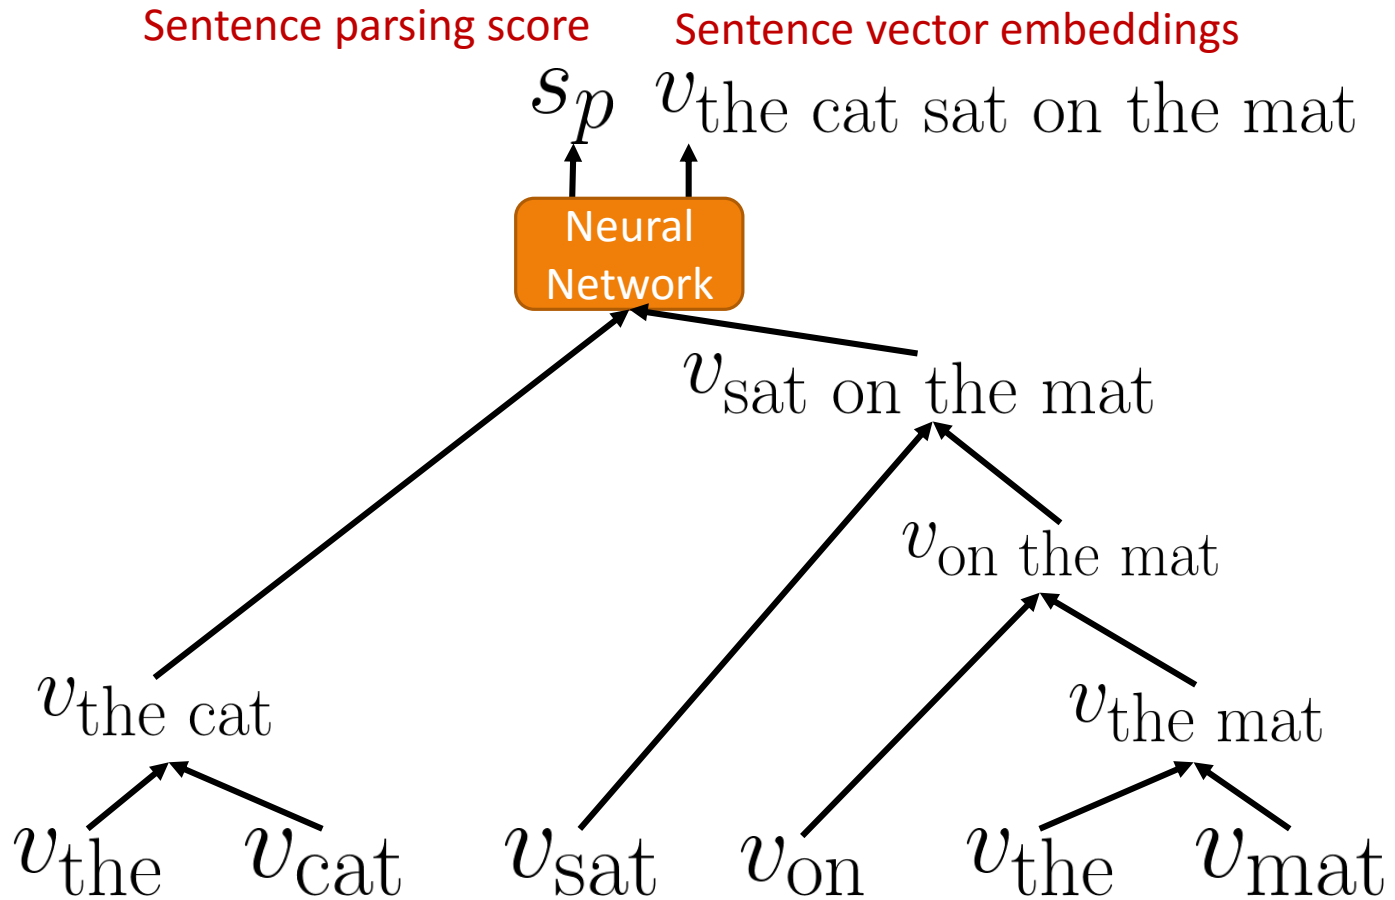 Sentence parsing score Sentence vector embeddings
s_p v_the cat sat on the mat
Neural
Network
v_sat on the mat
v_on the mat
v_the cat v_the mat
v_the v_cat v_sat v_on v_the v_mat